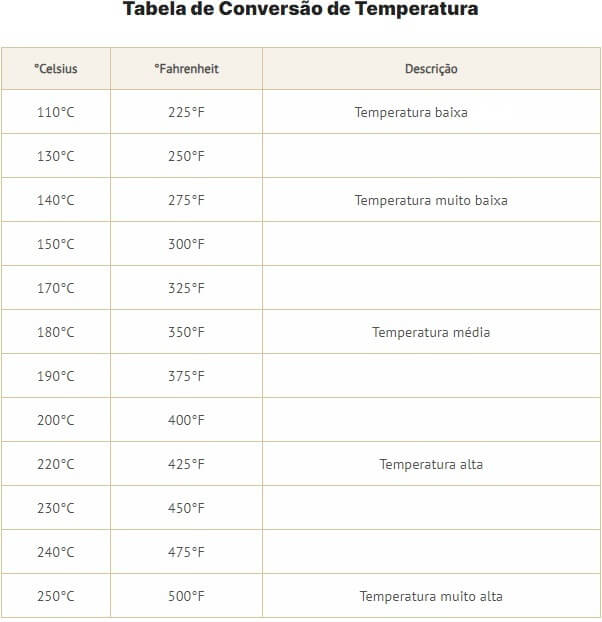 Tabela de Conversão de Temperatura
°Celsius °Fahrenheit Descrição
110°C 225°F Temperatura baixa
130°C 250°F
140°C 275°F Temperatura muito baixa
150°C 300°F
170°C 325°F
180°C 350°F Temperatura média
190°C 375°F
200°C 400°F
220°C 425°F Temperatura alta
230°C 450°F
240°C 475°F
250°C 500°F Temperatura muito alta